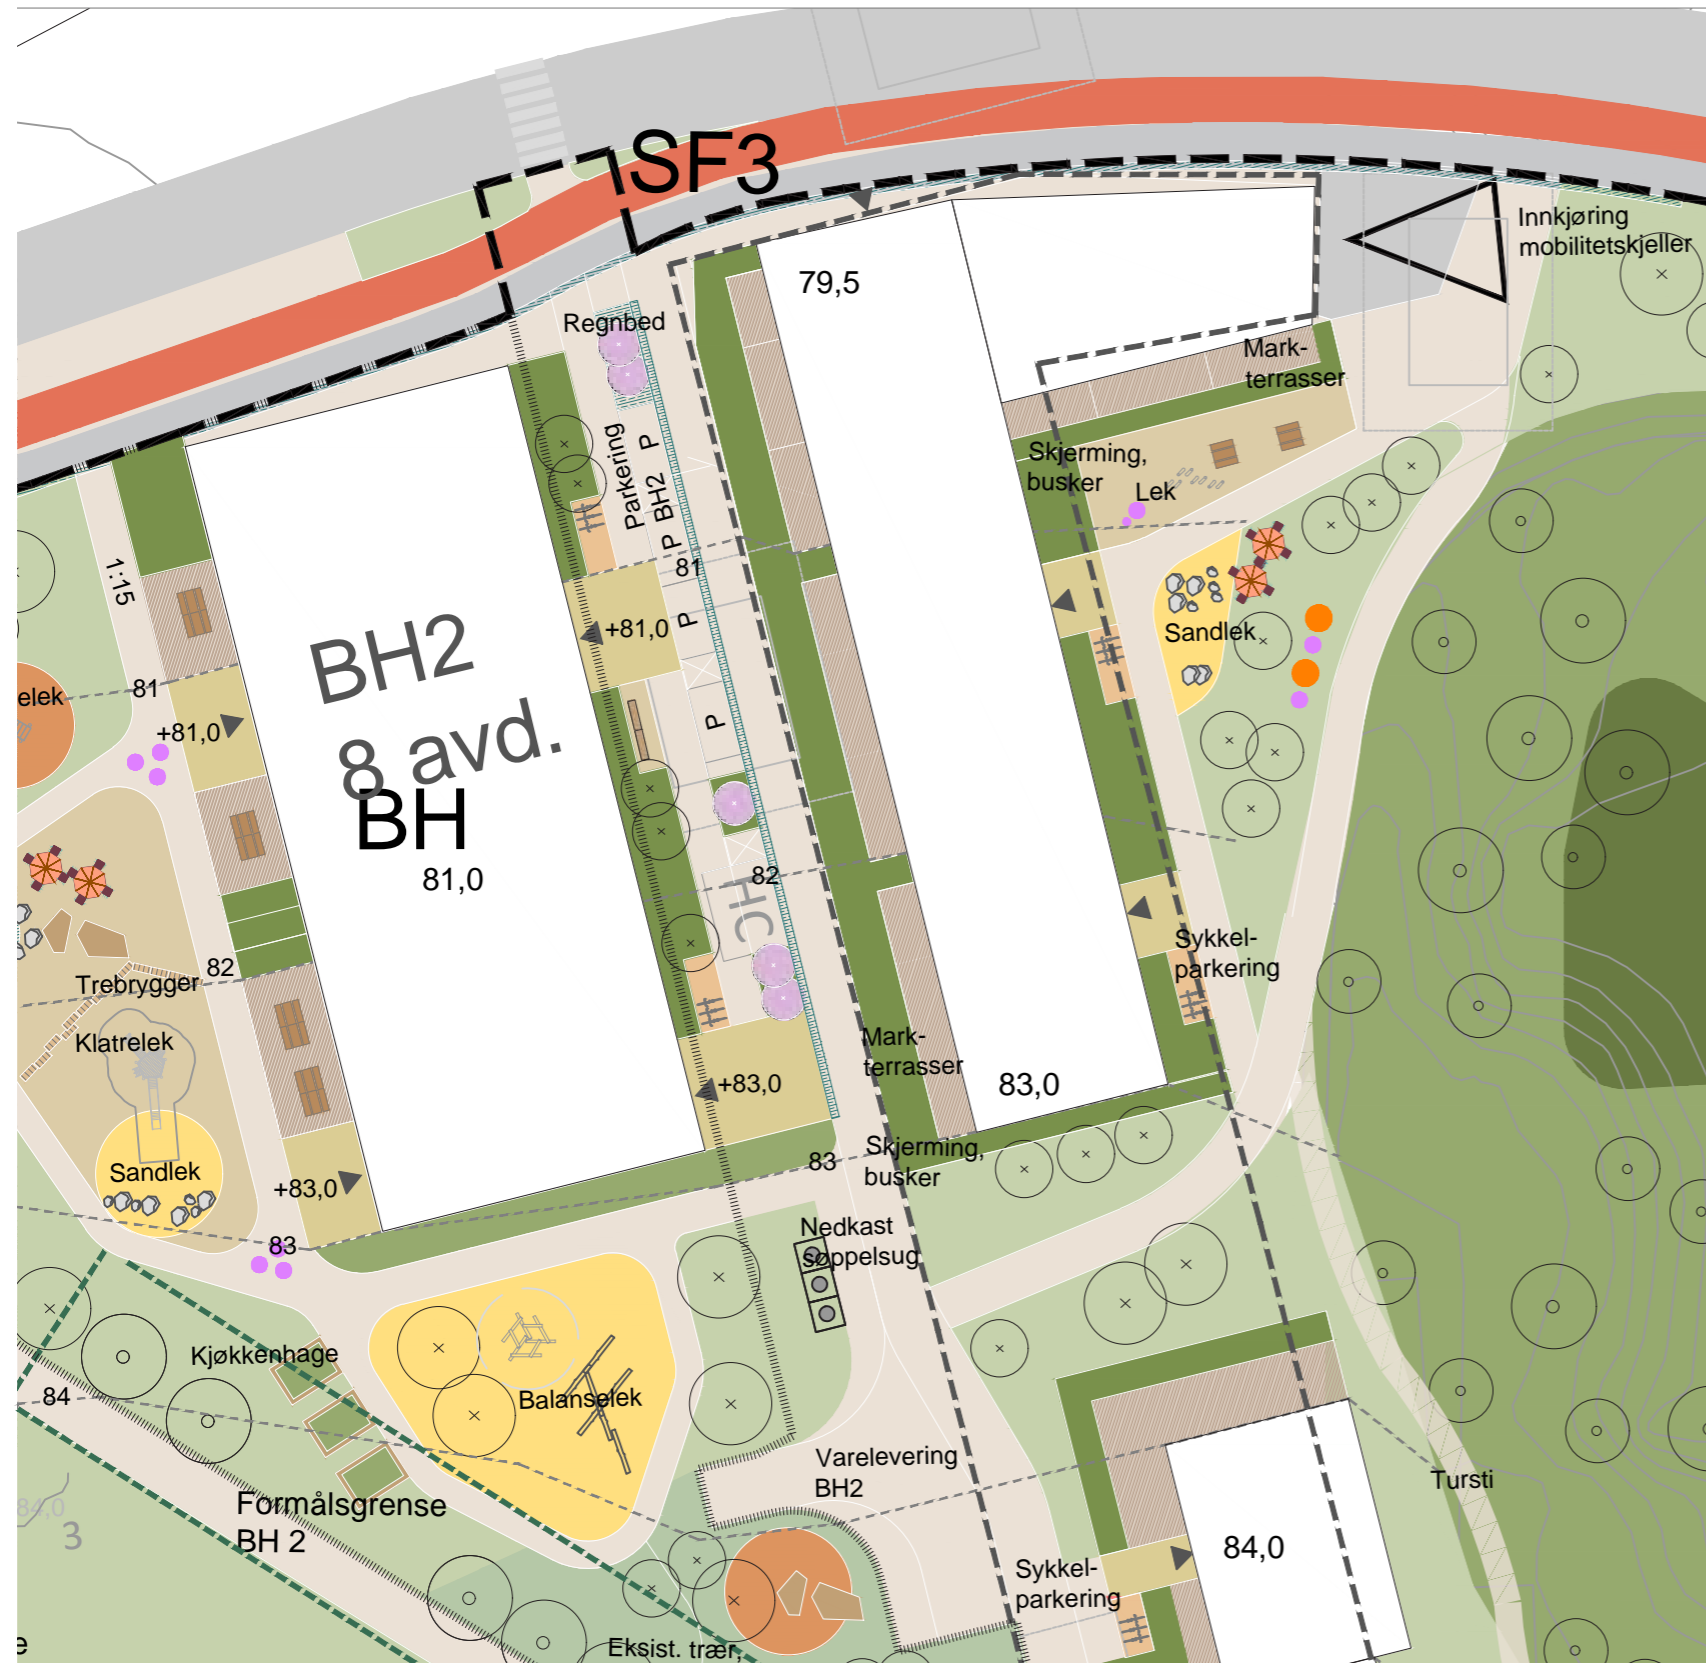 SF3
Innkjøring
mobilitetskjeller
79,5
Regnbed
Mark-
terrasser
Parkering
P BH2 P
Skjerming,
busker
Lek
1:15
81
+81,0
P
Sandlek
BH2
8 avd.
BH
81,0
elek
81
+81,0
P
82
HC
Sykkel-
parkering
82
Trebrygger
Klatrelek
Mark-
terrasser
83,0
+83,0
Sandlek
+83,0
83
Skjerming,
busker
83
Nedkast
søppelsug
Kjøkkenhage
84
Balanselek
Varelevering
BH2
Tursti
Formålsgrense
BH 2
84,0
3
84,0
Sykkel-
parkering
Eksist. trær,
e